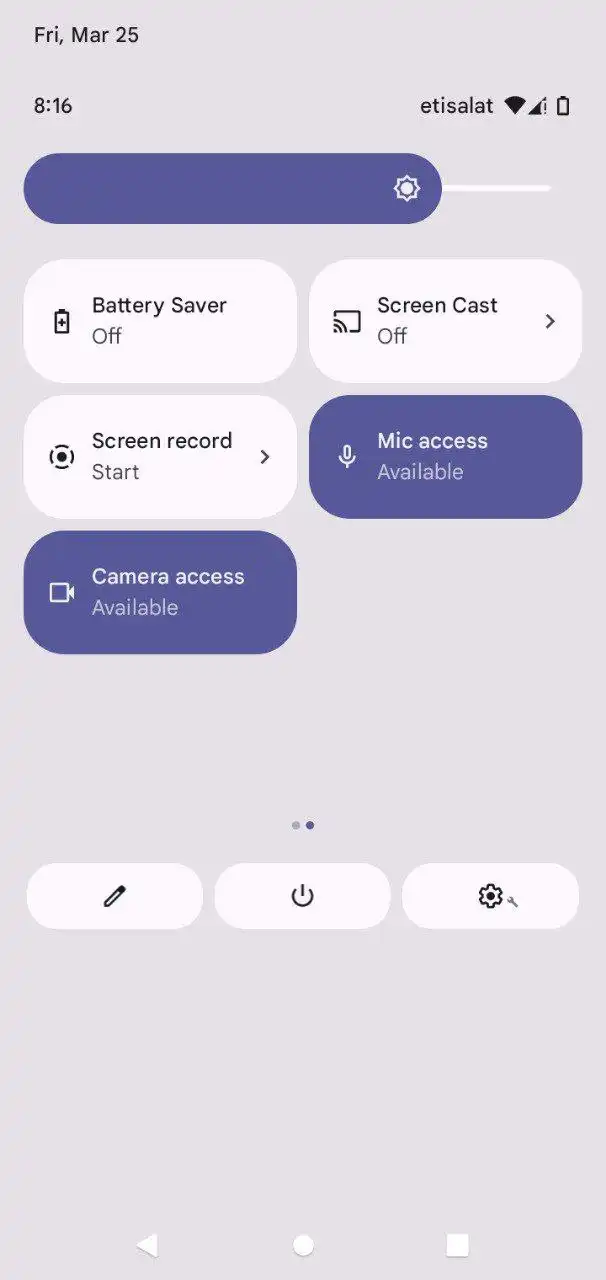 Fri, Mar 25
8:16
etisalat
Battery Saver
Off
Screen Cast
Off
Screen record
Start
Mic access
Available
Camera access
Available